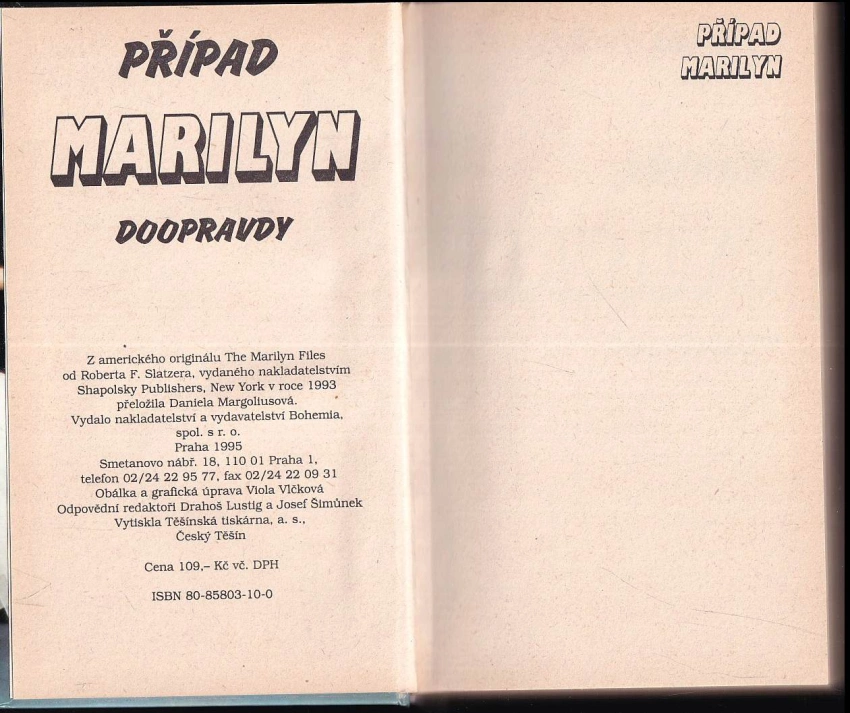 PŘÍPAD
MARILYN
DOOPRAVDY
Z amerického originálu The Marilyn Files
od Roberta F. Slatzera, vydaného nakladatelstvím
Shapolsky Publishers, New York v roce 1993
přeložila Daniela Margoliusová.
Vydalo nakladatelství a vydavatelství Bohemia,
spol. s r. o.
Praha 1995
Smetanovo nábř. 18, 110 01 Praha 1,
telefon 02/24 22 95 77, fax 02/24 22 09 31
Obálka a grafická úprava Viola Vlčková
Odpovědní redaktoři Drahoš Lustig a Josef Šimůnek
Vytiskla Těšínská tiskárna, a. s.,
Český Těšín
Cena 109,– Kč vč. DPH
ISBN 80-85803-10-0
PŘÍPAD
MARILYN